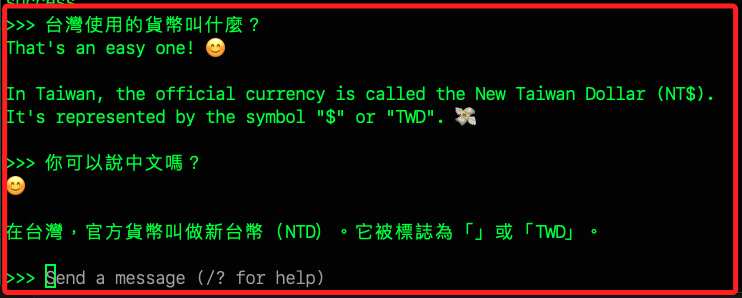 success
>>> 台灣使用的貨幣叫什麼？
That's an easy one! 😊
In Taiwan, the official currency is called the New Taiwan Dollar (NT$).
It's represented by the symbol "$" or "TWD". 💸
>>> 你可以說中文嗎？
😊
在台灣，官方貨幣叫做新台幣（NTD）。它被標誌為「」或「TWD」。
>>> Send a message (/? for help)